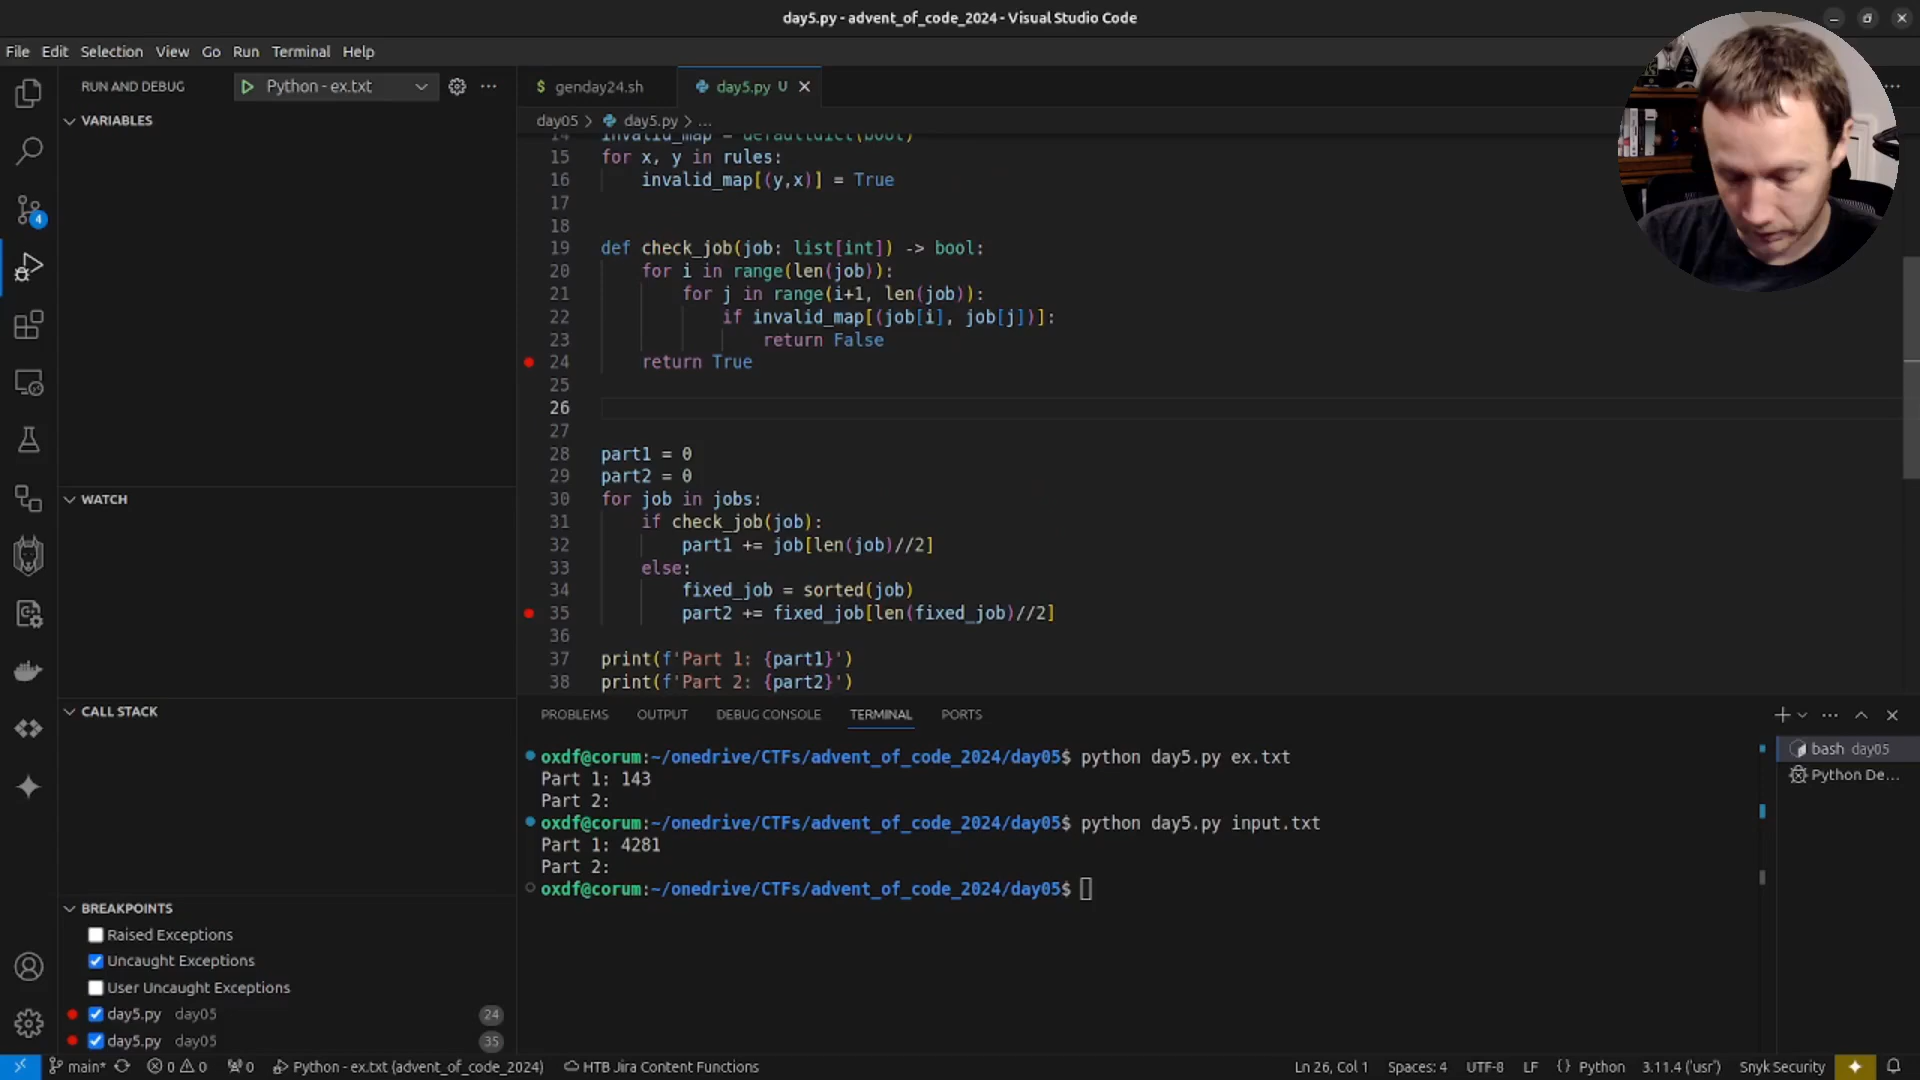 day5.py - advent_of_code_2024 - Visual Studio Code
File Edit Selection View Go Run Terminal Help
RUN AND DEBUG
Python - ex.txt
genday24.sh
day5.py U
day05 > day5.py > ...
VARIABLES
WATCH
CALL STACK
BREAKPOINTS
Raised Exceptions
Uncaught Exceptions
User Uncaught Exceptions
day5.py day05 24
day5.py day05 35
4
14 invalid_map = defaultdict(bool)
15 for x, y in rules:
16 invalid_map[(y,x)] = True
17
18
19 def check_job(job: list[int]) -> bool:
20 for i in range(len(job)):
21 for j in range(i+1, len(job)):
22 if invalid_map[(job[i], job[j])]:
23 return False
24 return True
25
26
27
28 part1 = 0
29 part2 = 0
30 for job in jobs:
31 if check_job(job):
32 part1 += job[len(job)//2]
33 else:
34 fixed_job = sorted(job)
35 part2 += fixed_job[len(fixed_job)//2]
36
37 print(f'Part 1: {part1}')
38 print(f'Part 2: {part2}')
PROBLEMS OUTPUT DEBUG CONSOLE TERMINAL PORTS
oxdf@corum:~/onedrive/CTFs/advent_of_code_2024/day05$ python day5.py ex.txt
Part 1: 143
Part 2:
oxdf@corum:~/onedrive/CTFs/advent_of_code_2024/day05$ python day5.py input.txt
Part 1: 4281
Part 2:
oxdf@corum:~/onedrive/CTFs/advent_of_code_2024/day05$
bash day05
Python De...
main* 0 0 0 Python - ex.txt (advent_of_code_2024) HTB Jira Content Functions Ln 26, Col 1 Spaces: 4 UTF-8 LF {} Python 3.11.4 ('usr') Snyk Security